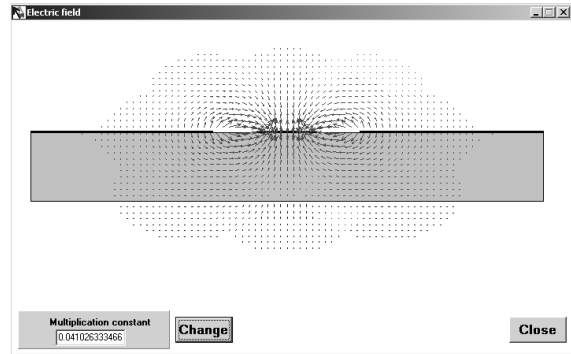 Electric field
Multiplication constant
0.041026333466
Change
Close